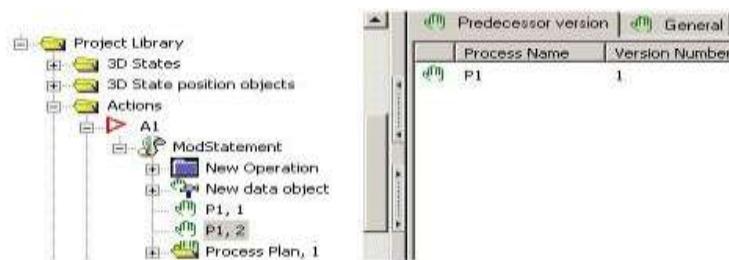 Project Library
3D States
3D State position objects
Actions
A1
ModStatement
New Operation
New data object
P1, 1
P1, 2
Process Plan, 1
Predecessor version
General
Process Name
Version Number
P1
1